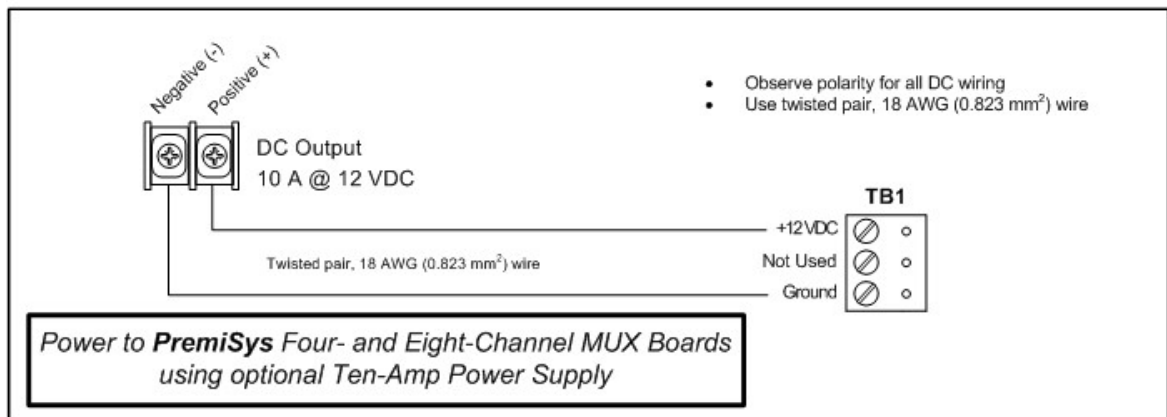 Negative (-)
Positive (+)
• Observe polarity for all DC wiring
• Use twisted pair, 18 AWG (0.823 mm²) wire
DC Output
10 A @ 12 VDC
TB1
+12VDC
Not Used
Ground
Twisted pair, 18 AWG (0.823 mm²) wire
Power to PremiSys Four- and Eight-Channel MUX Boards
using optional Ten-Amp Power Supply